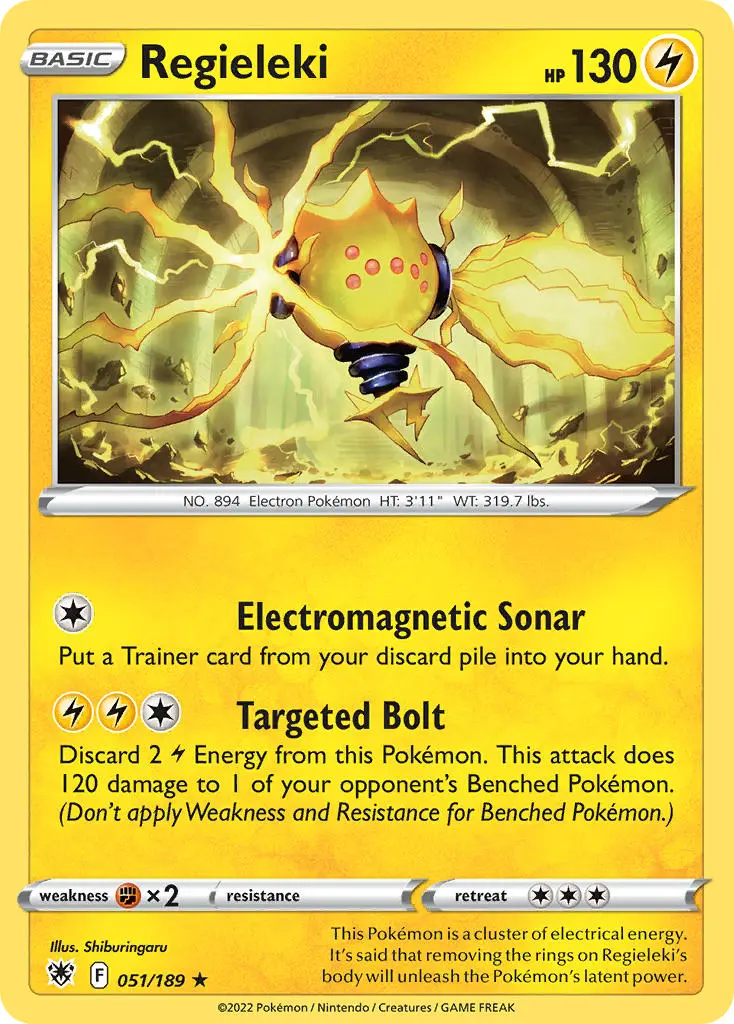 BASIC Regieleki HP 130
NO. 894 Electron Pokémon HT: 3'11" WT: 319.7 lbs.
Electromagnetic Sonar
Put a Trainer card from your discard pile into your hand.
Targeted Bolt
Discard 2 Energy from this Pokémon. This attack does
120 damage to 1 of your opponent's Benched Pokémon.
(Don't apply Weakness and Resistance for Benched Pokémon.)
weakness ×2 resistance retreat
Illus. Shiburingaru
F 051/189 ★
This Pokémon is a cluster of electrical energy.
It's said that removing the rings on Regieleki's
body will unleash the Pokémon's latent power.
©2022 Pokémon / Nintendo / Creatures / GAME FREAK